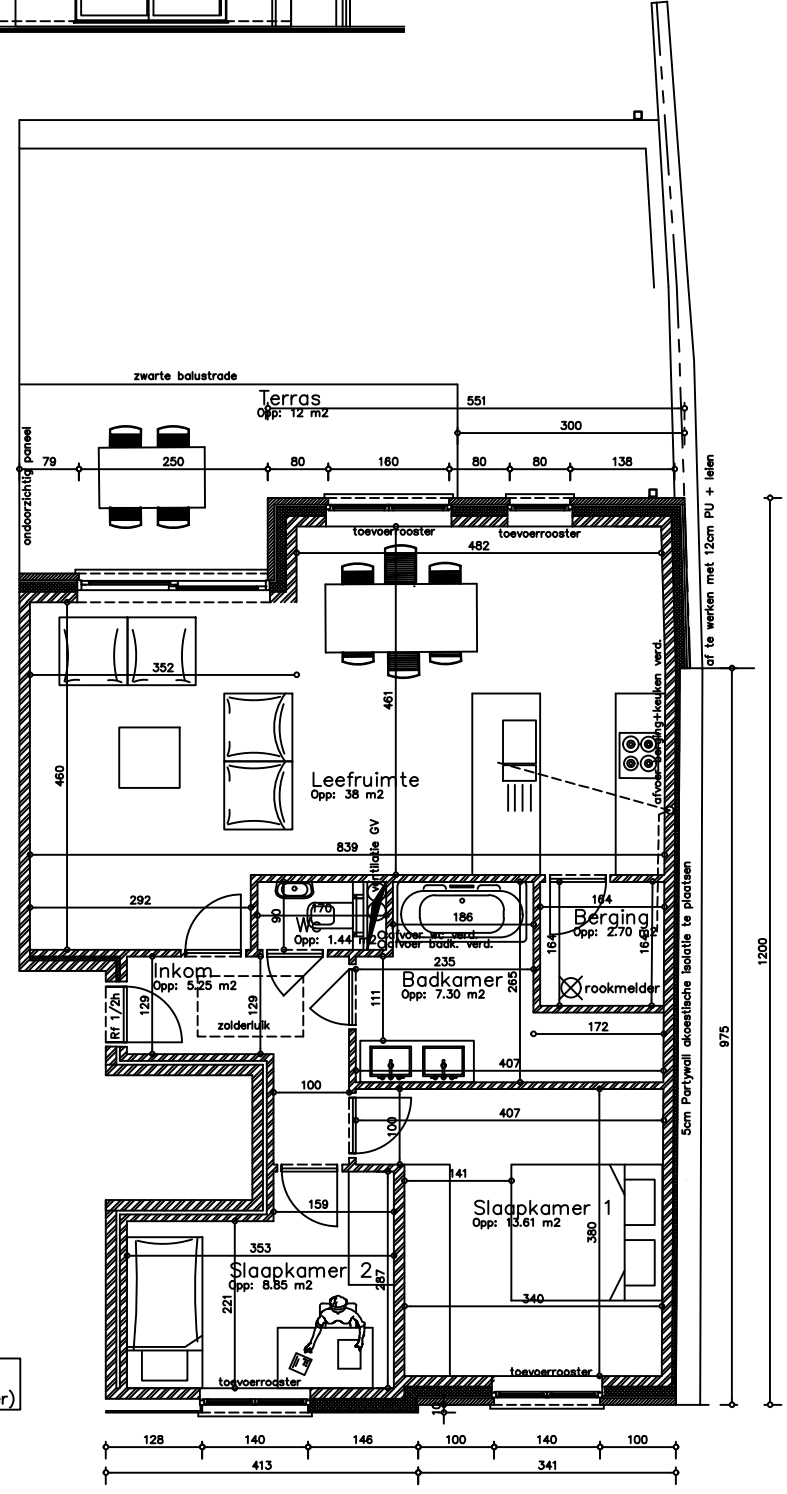 zwarte balustrade
Terras
Opp: 12 m2
551
300
79
250
80
160
80
80
138
ondoorzichtig paneel
toevoerrooster
toevoerrooster
482
af te werken met 12cm PU + leien
352
461
460
afvoer berging+keuken verd.
Leefruimte
Opp: 38 m2
ventilatie GV
839
292
170
90
WC
Opp: 1.44 m2
186
afvoer wc verd.
afvoer badk. verd.
164
Berging
Opp: 2.70 m2
164
164
rookmelder
235
Badkamer
Opp: 7.30 m2
265
111
Inkom
Opp: 5.25 m2
129
129
zolderluik
Rf 1/2h
172
407
5cm Partywall akoestische isolatie te plaatsen
975
1200
100
407
100
141
Slaapkamer 1
Opp: 13.61 m2
380
340
159
353
Slaapkamer 2
Opp: 8.85 m2
287
221
toevoerrooster
toevoerrooster
er)
10
128
140
146
100
140
100
413
341